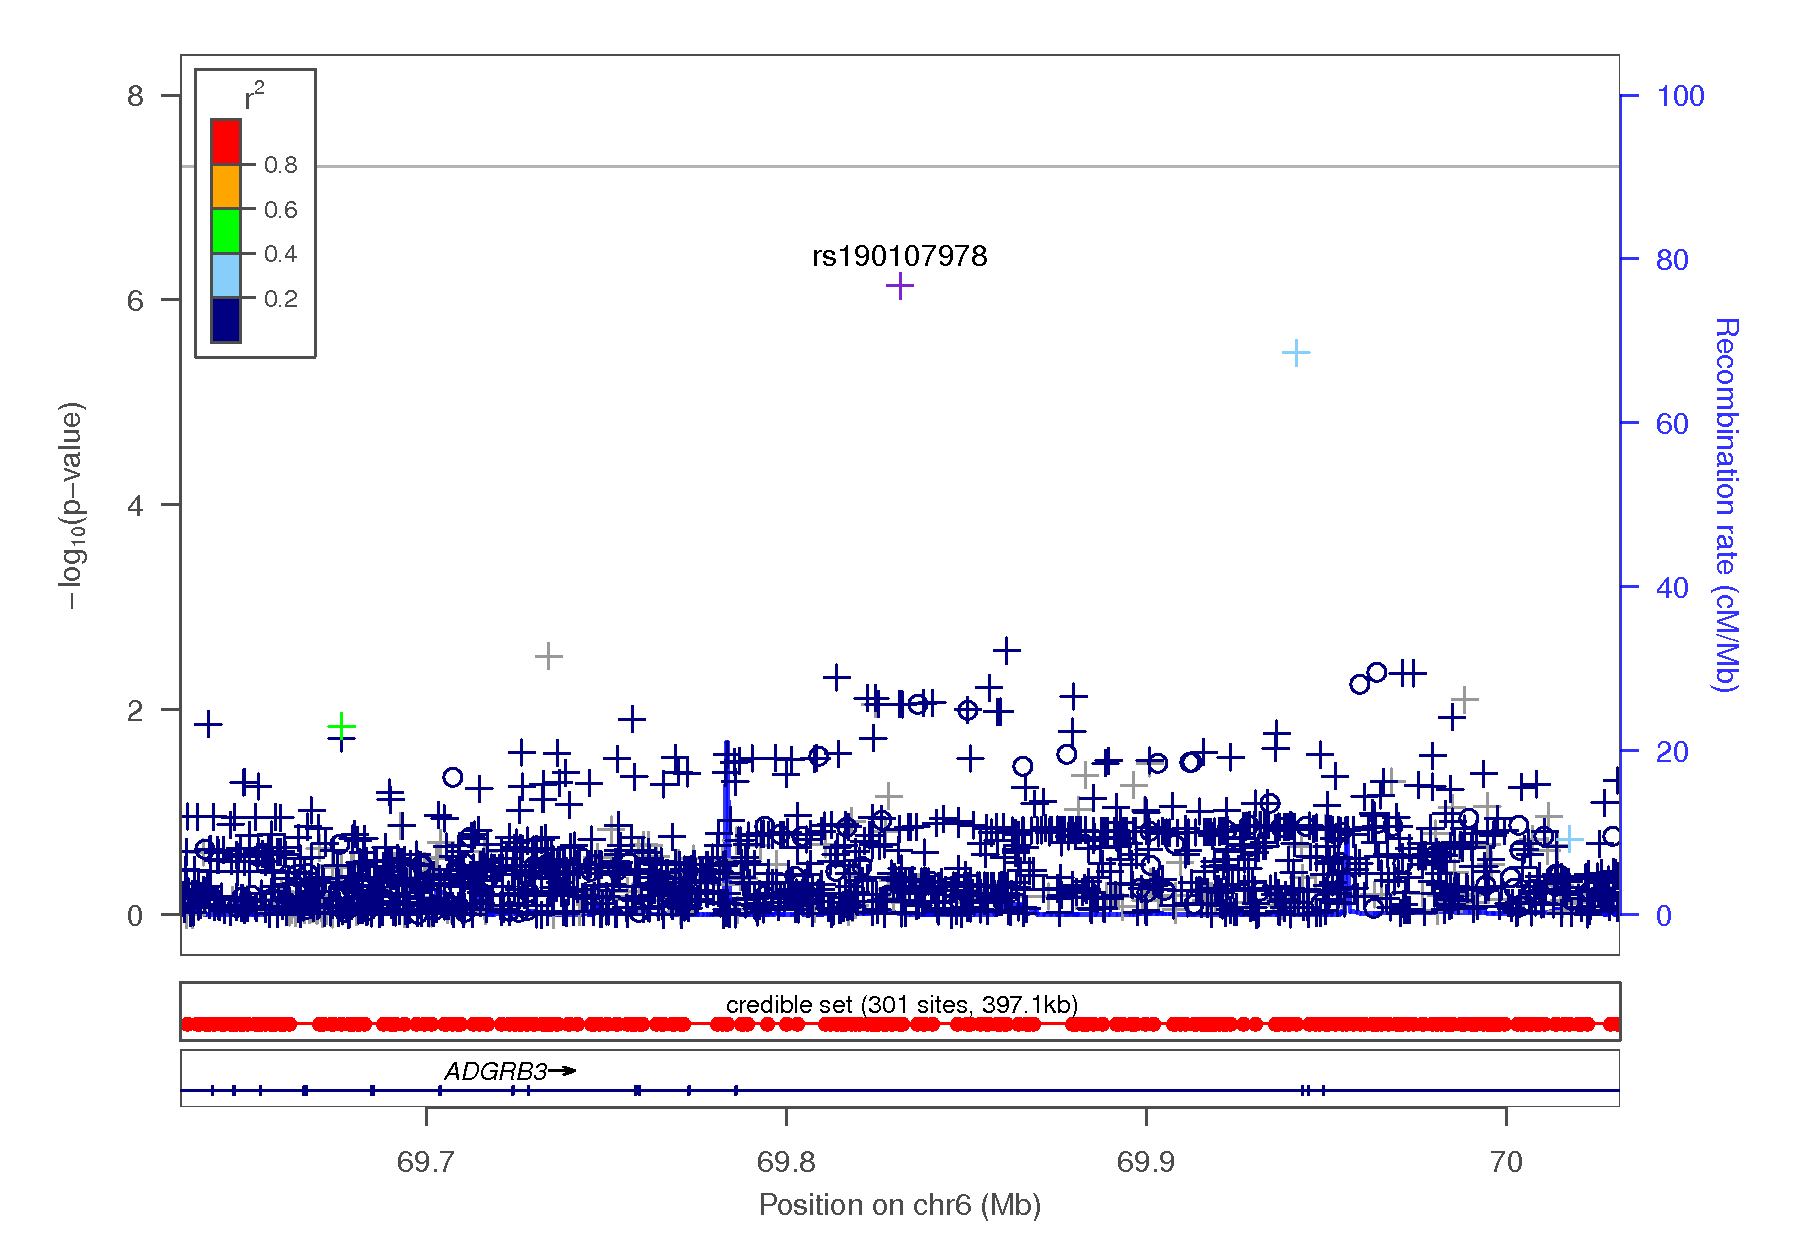 r2
0.8
0.6
0.4
0.2
8
6
4
2
0
−log10(p−value)
100
80
60
40
20
0
Recombination rate (cM/Mb)
rs190107978
credible set (301 sites, 397.1kb)
ADGRB3
69.7
69.8
69.9
70
Position on chr6 (Mb)